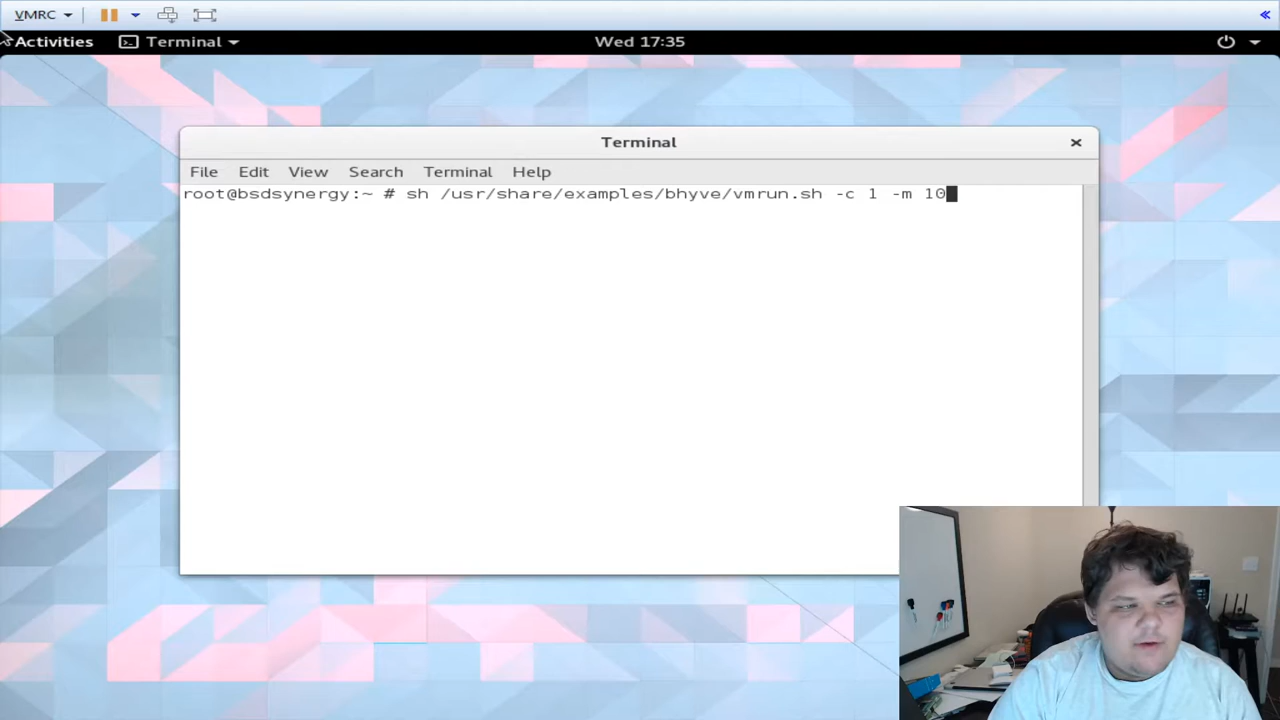 VMRC
Activities Terminal Wed 17:35
Terminal
File Edit View Search Terminal Help
root@bsdsynergy:~ # sh /usr/share/examples/bhyve/vmrun.sh -c 1 -m 10